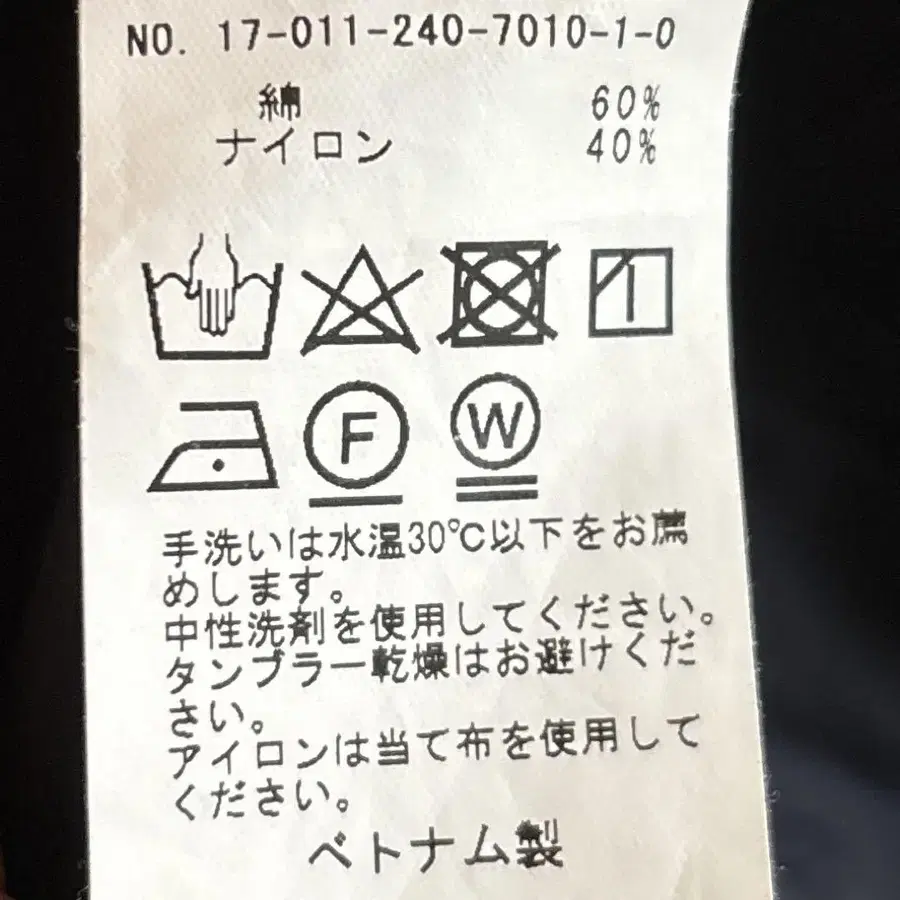 NO. 17-011-240-7010-1-0
綿 60%
ナイロン 40%
F W
手洗いは水温30℃以下をお薦
めします。
中性洗剤を使用してください。
タンブラー乾燥はお避けくだ
さい。
アイロンは当て布を使用して
ください。
ベトナム製